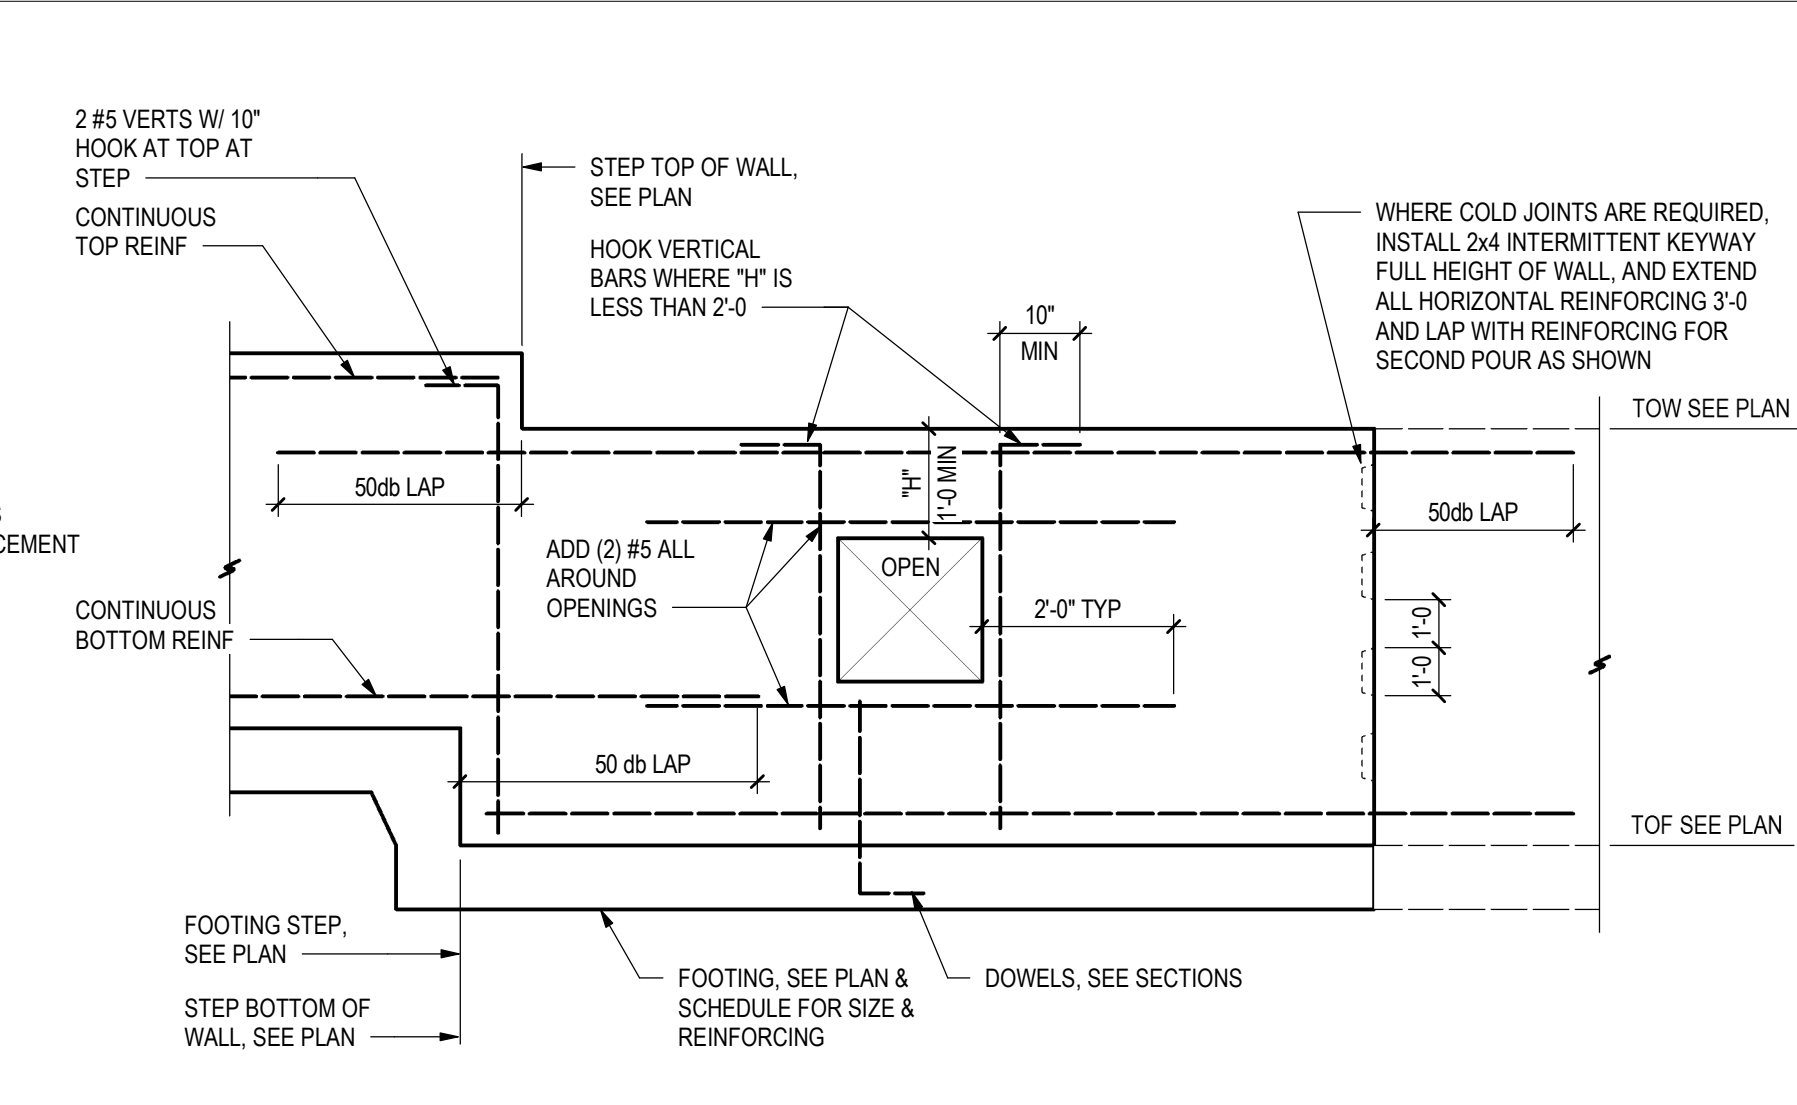 2 #5 VERTS W/ 10"
HOOK AT TOP AT
STEP
CONTINUOUS
TOP REINF
STEP TOP OF WALL,
SEE PLAN
HOOK VERTICAL
BARS WHERE "H" IS
LESS THAN 2'-0
10"
MIN
WHERE COLD JOINTS ARE REQUIRED,
INSTALL 2x4 INTERMITTENT KEYWAY
FULL HEIGHT OF WALL, AND EXTEND
ALL HORIZONTAL REINFORCING 3'-0
AND LAP WITH REINFORCING FOR
SECOND POUR AS SHOWN
TOW SEE PLAN
50db LAP
"H"
1'-0 MIN
50db LAP
CEMENT
ADD (2) #5 ALL
AROUND
OPENINGS
OPEN
2'-0" TYP
1'-0
1'-0
CONTINUOUS
BOTTOM REINF
50 db LAP
TOF SEE PLAN
FOOTING STEP,
SEE PLAN
STEP BOTTOM OF
WALL, SEE PLAN
FOOTING, SEE PLAN &
SCHEDULE FOR SIZE &
REINFORCING
DOWELS, SEE SECTIONS